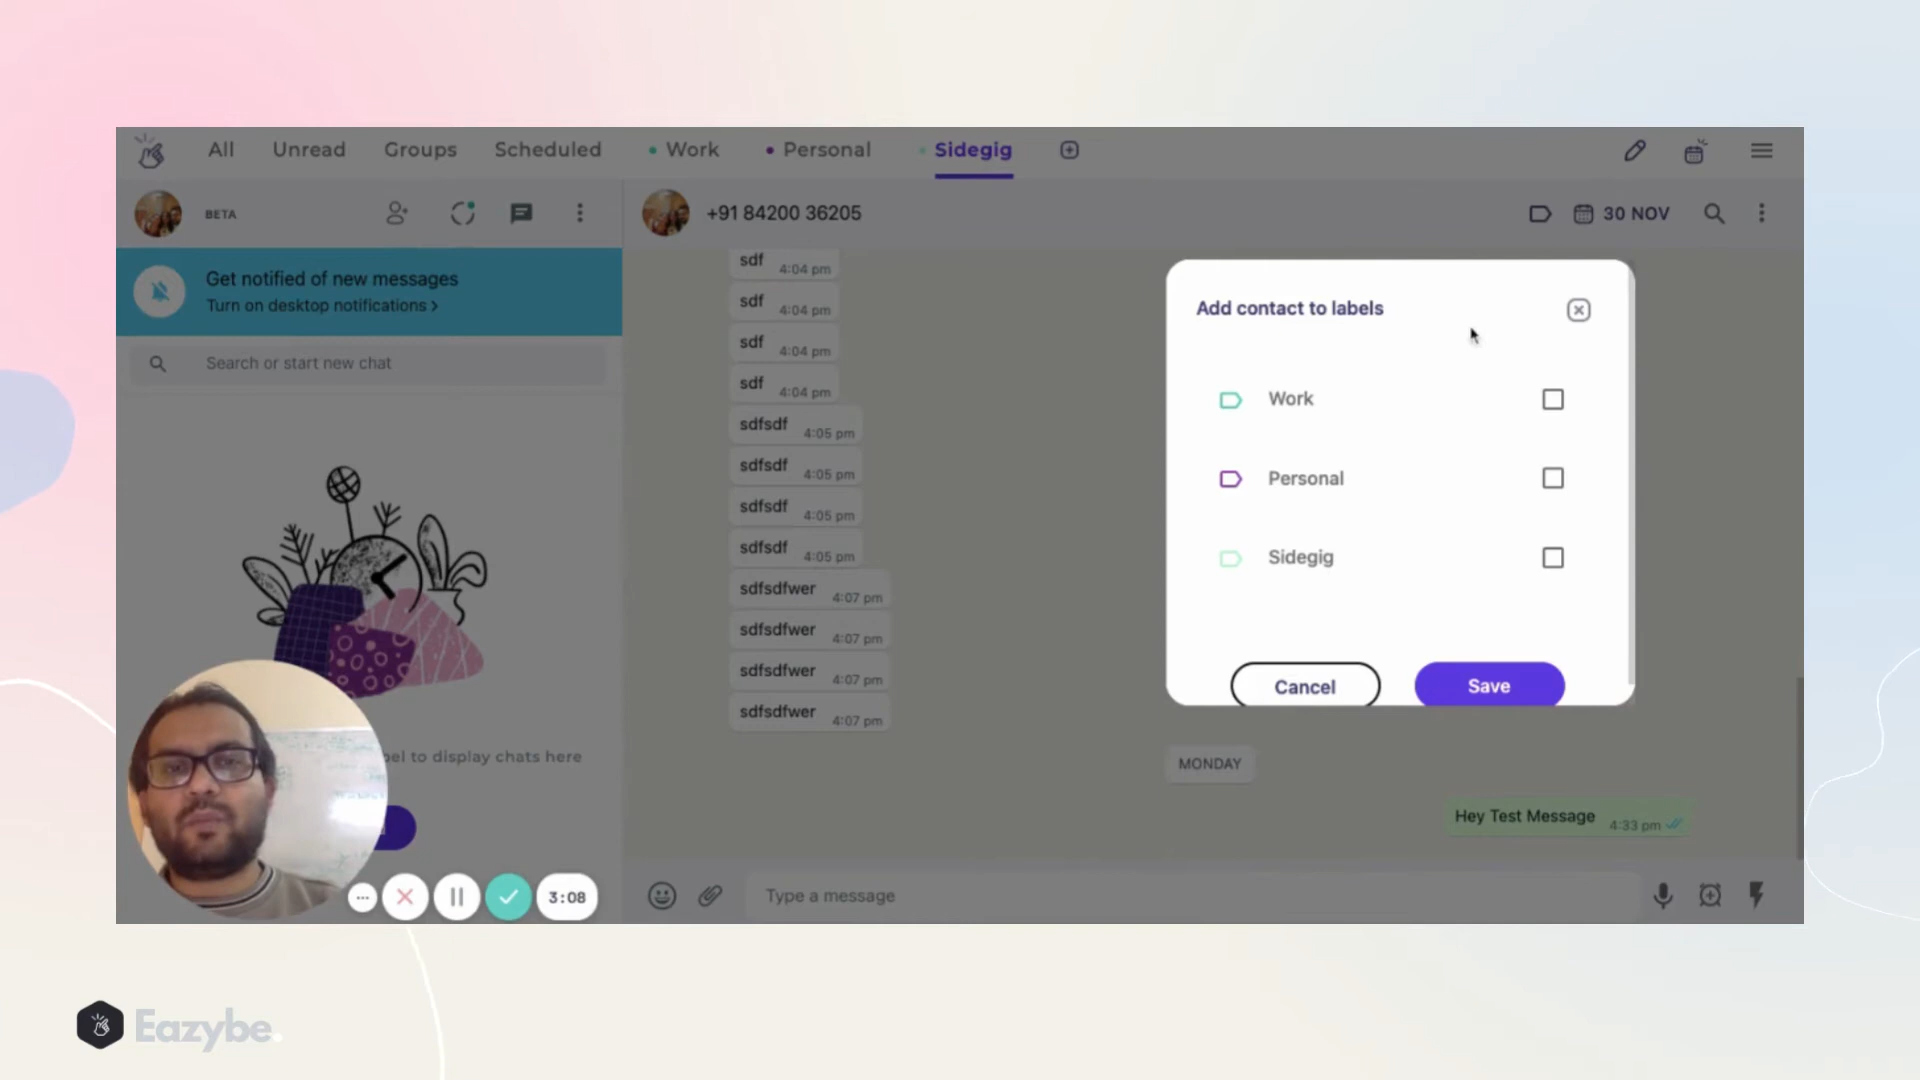 All Unread Groups Scheduled Work Personal Sidegig
BETA
+91 84200 36205
30 NOV
Get notified of new messages
Turn on desktop notifications >
Search or start new chat
to display chats here
3:08
sdf 4:04 pm
sdf 4:04 pm
sdf 4:04 pm
sdf 4:04 pm
sdfsdf 4:05 pm
sdfsdf 4:05 pm
sdfsdf 4:05 pm
sdfsdf 4:05 pm
sdfsdfwer 4:07 pm
sdfsdfwer 4:07 pm
sdfsdfwer 4:07 pm
sdfsdfwer 4:07 pm
Add contact to labels
Work
Personal
Sidegig
Cancel Save
MONDAY
Hey Test Message 4:33 pm
Type a message
Eazybe.